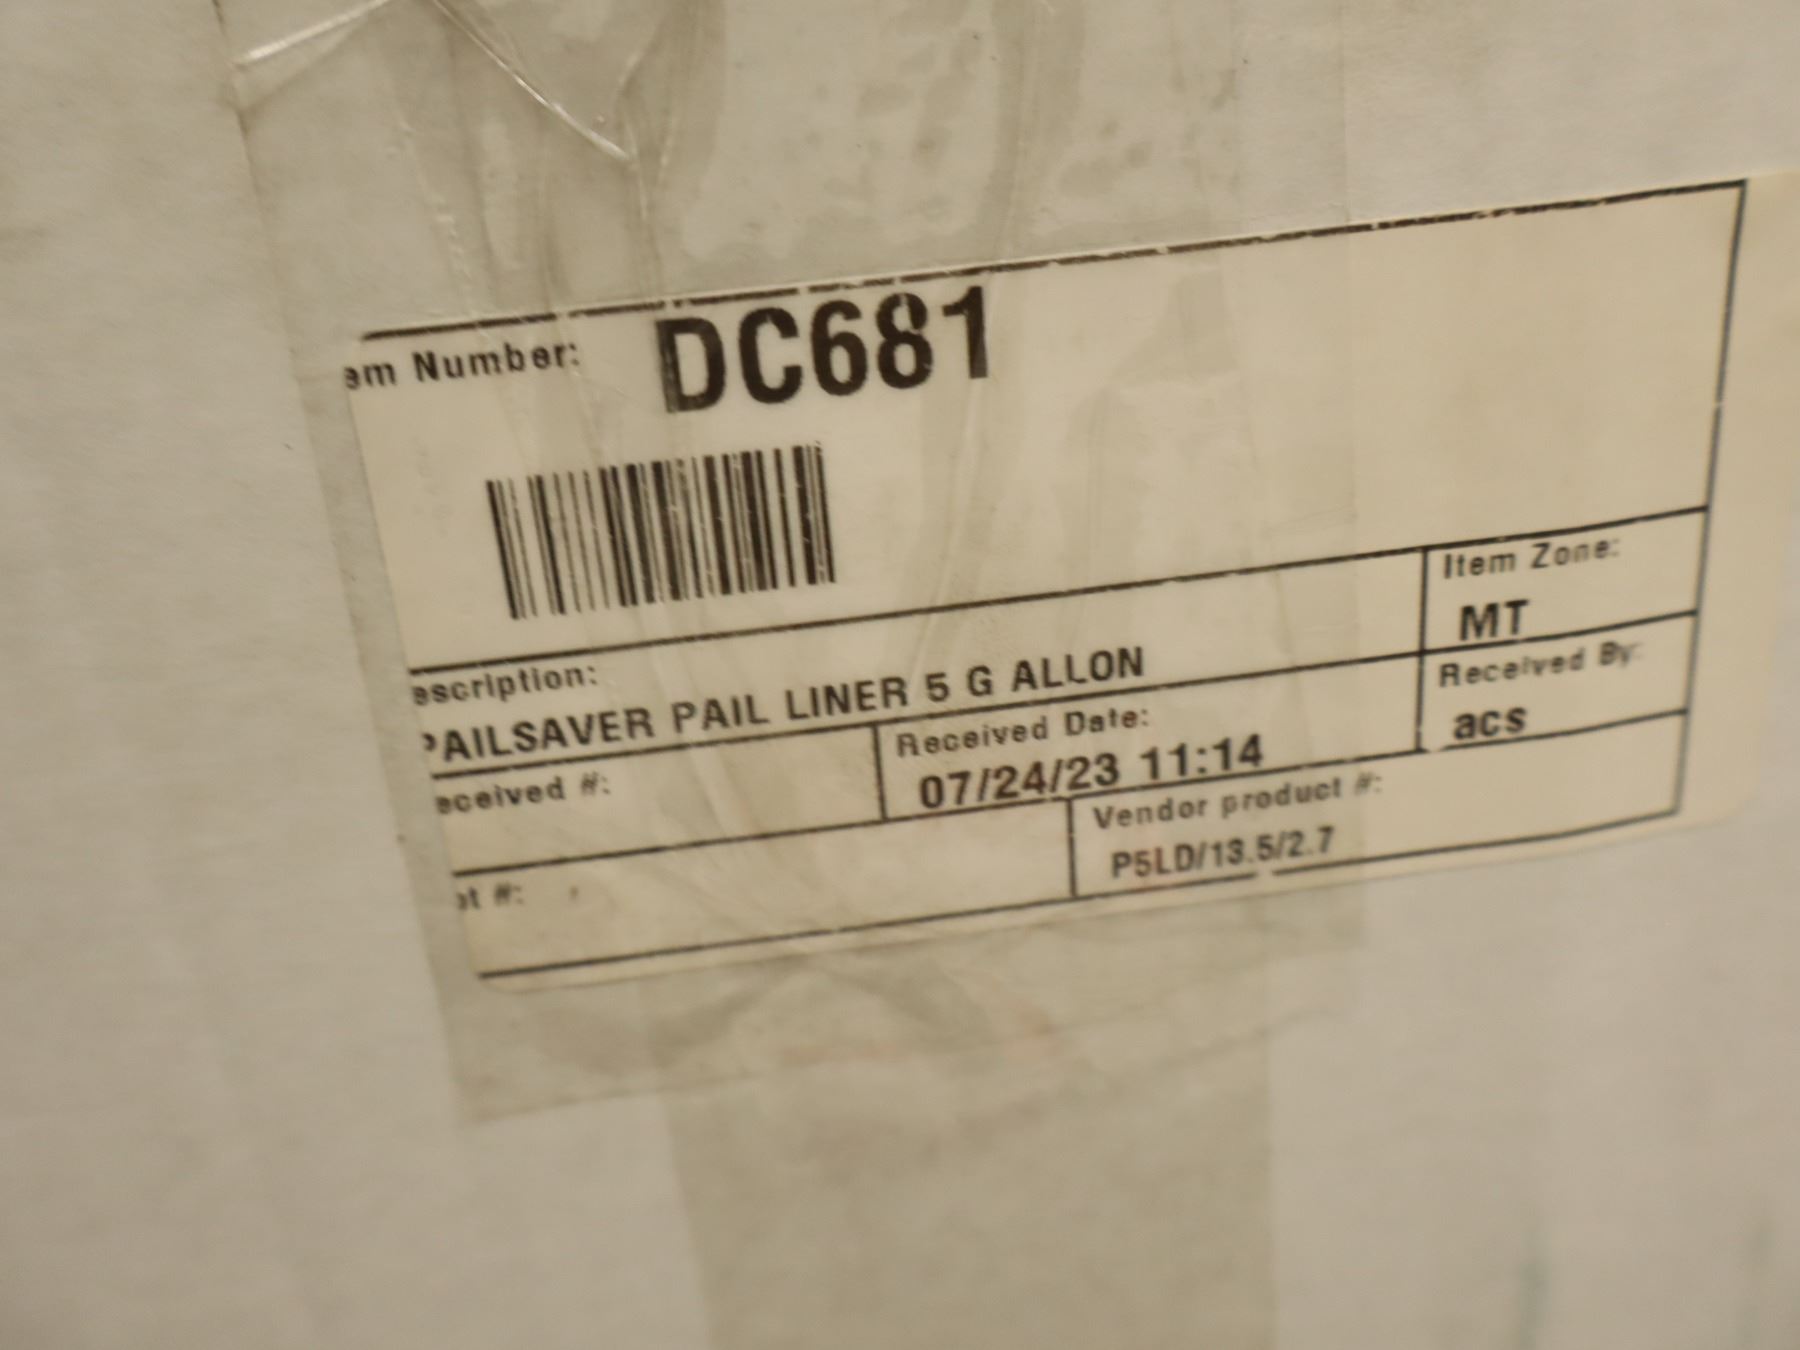 em Number: DC681
escription:
PAILSAVER PAIL LINER 5 G ALLON
Item Zone:
MT
eceived #:
Received Date:
07/24/23 11:14
Received By:
acs
ot #:
Vendor product #:
P5LD/13.5/2.7